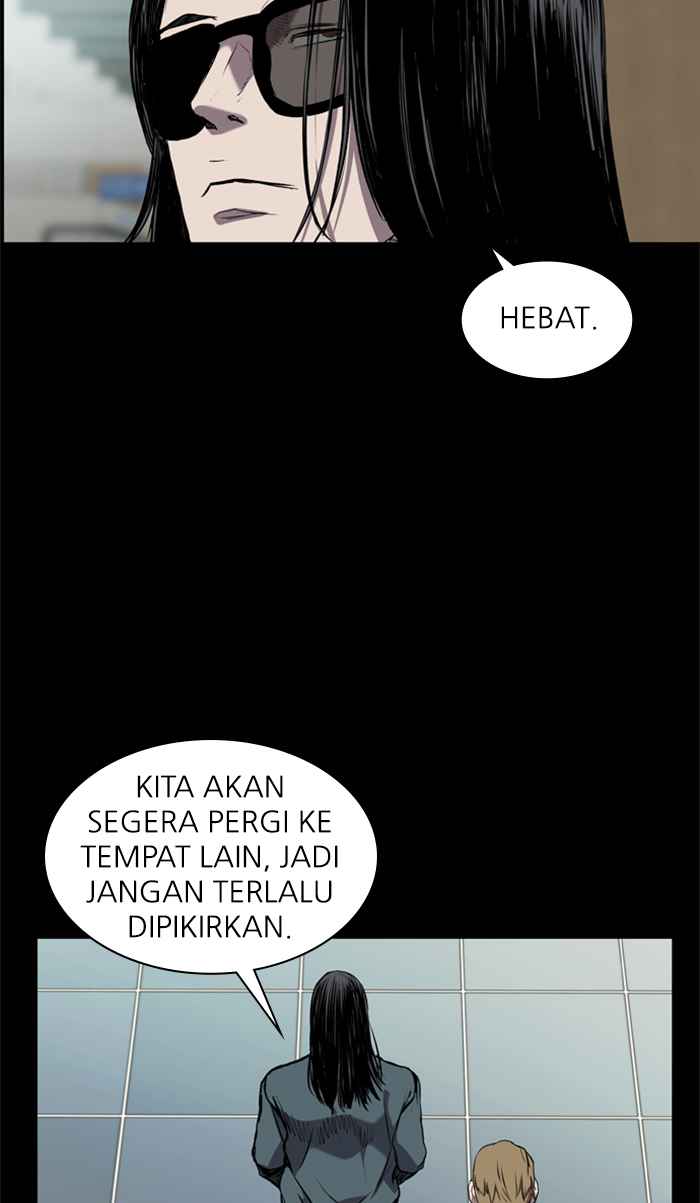 HEBAT.
KITA AKAN
SEGERA PERGI KE
TEMPAT LAIN, JADI
JANGAN TERLALU
DIPIKIRKAN.